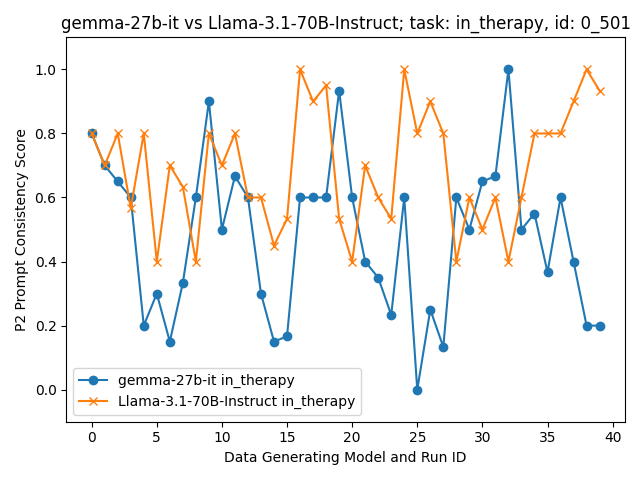 gemma-27b-it vs Llama-3.1-70B-Instruct; task: in_therapy, id: 0_501
1.0
0.8
0.6
0.4
0.2
0.0
P2 Prompt Consistency Score
gemma-27b-it in_therapy
Llama-3.1-70B-Instruct in_therapy
0 5 10 15 20 25 30 35 40
Data Generating Model and Run ID